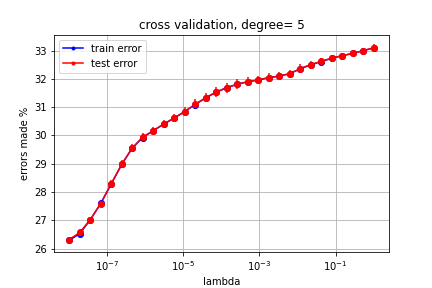 cross validation, degree= 5
train error
test error
33
32
31
30
29
28
27
26
errors made %
10⁻⁷ 10⁻⁵ 10⁻³ 10⁻¹
lambda